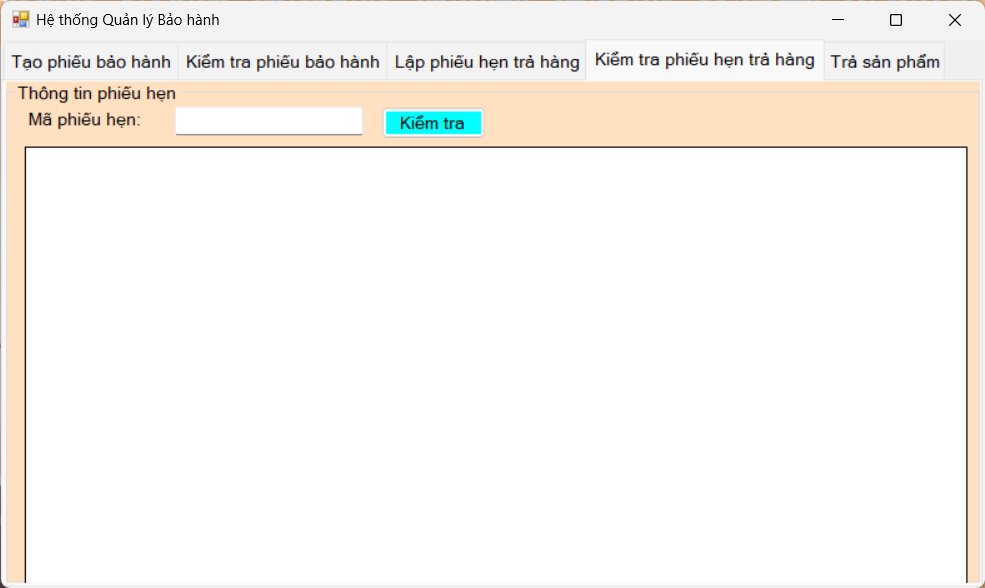 Hệ thống Quản lý Bảo hành
Tạo phiếu bảo hành Kiểm tra phiếu bảo hành Lập phiếu hẹn trả hàng Kiểm tra phiếu hẹn trả hàng Trả sản phẩm
Thông tin phiếu hẹn
Mã phiếu hẹn: Kiểm tra